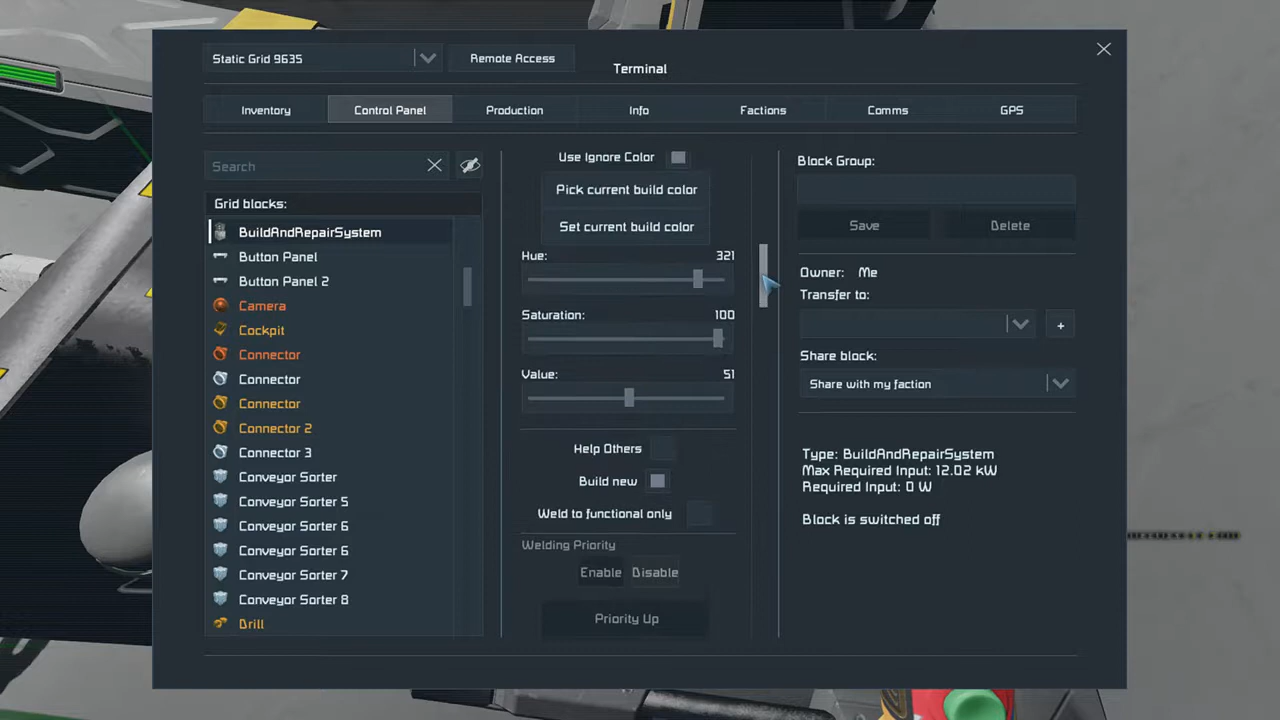 Static Grid 9635
Remote Access
Terminal
Inventory
Control Panel
Production
Info
Factions
Comms
GPS
Search
Grid blocks:
BuildAndRepairSystem
Button Panel
Button Panel 2
Camera
Cockpit
Connector
Connector
Connector
Connector 2
Connector 3
Conveyor Sorter
Conveyor Sorter 5
Conveyor Sorter 6
Conveyor Sorter 6
Conveyor Sorter 7
Conveyor Sorter 8
Drill
Use Ignore Color
Pick current build color
Set current build color
Hue: 321
Saturation: 100
Value: 51
Help Others
Build new
Weld to functional only
Welding Priority
Enable Disable
Priority Up
Block Group:
Save
Delete
Owner: Me
Transfer to:
+
Share block:
Share with my faction
Type: BuildAndRepairSystem
Max Required Input: 12.02 kW
Required Input: 0 W
Block is switched off